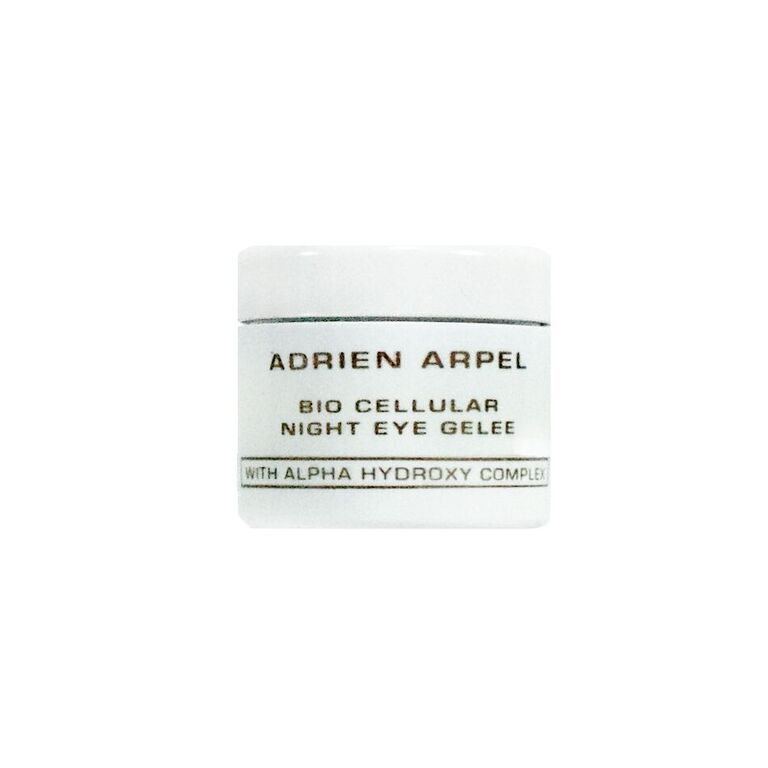 ADRIEN ARPEL
BIO CELLULAR
NIGHT EYE GELEE
WITH ALPHA HYDROXY COMPLEX